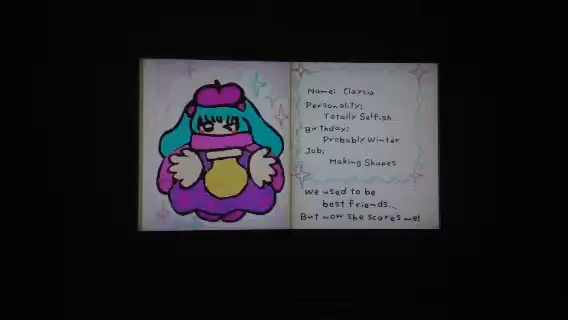 Name: Claycia
Personality:
Totally Selfish
Birthday:
Probably Winter
Job:
Making Shapes
We used to be
best friends...
But now she scares me!